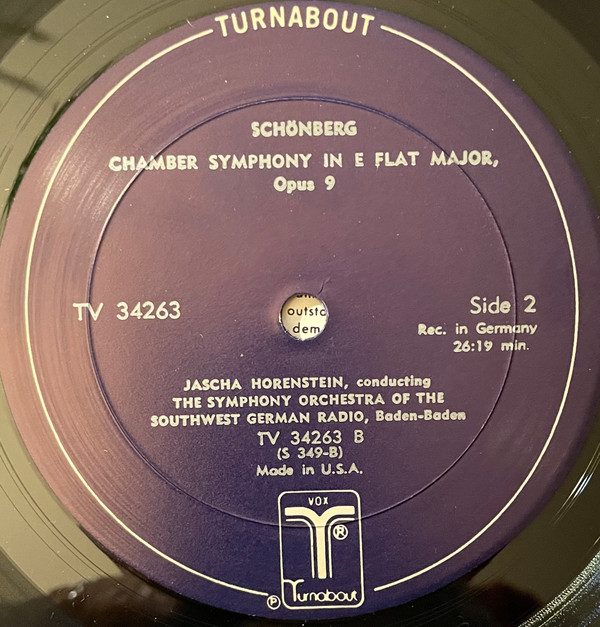 TURNABOUT
SCHÖNBERG
CHAMBER SYMPHONY IN E FLAT MAJOR,
Opus 9
TV 34263
Side 2
Rec. in Germany
26:19 min.
outstc
dem
JASCHA HORENSTEIN, conducting
THE SYMPHONY ORCHESTRA OF THE
SOUTHWEST GERMAN RADIO, Baden-Baden
TV 34263 B
(S 349-B)
Made in U.S.A.
VOX
T®
℗ Turnabout